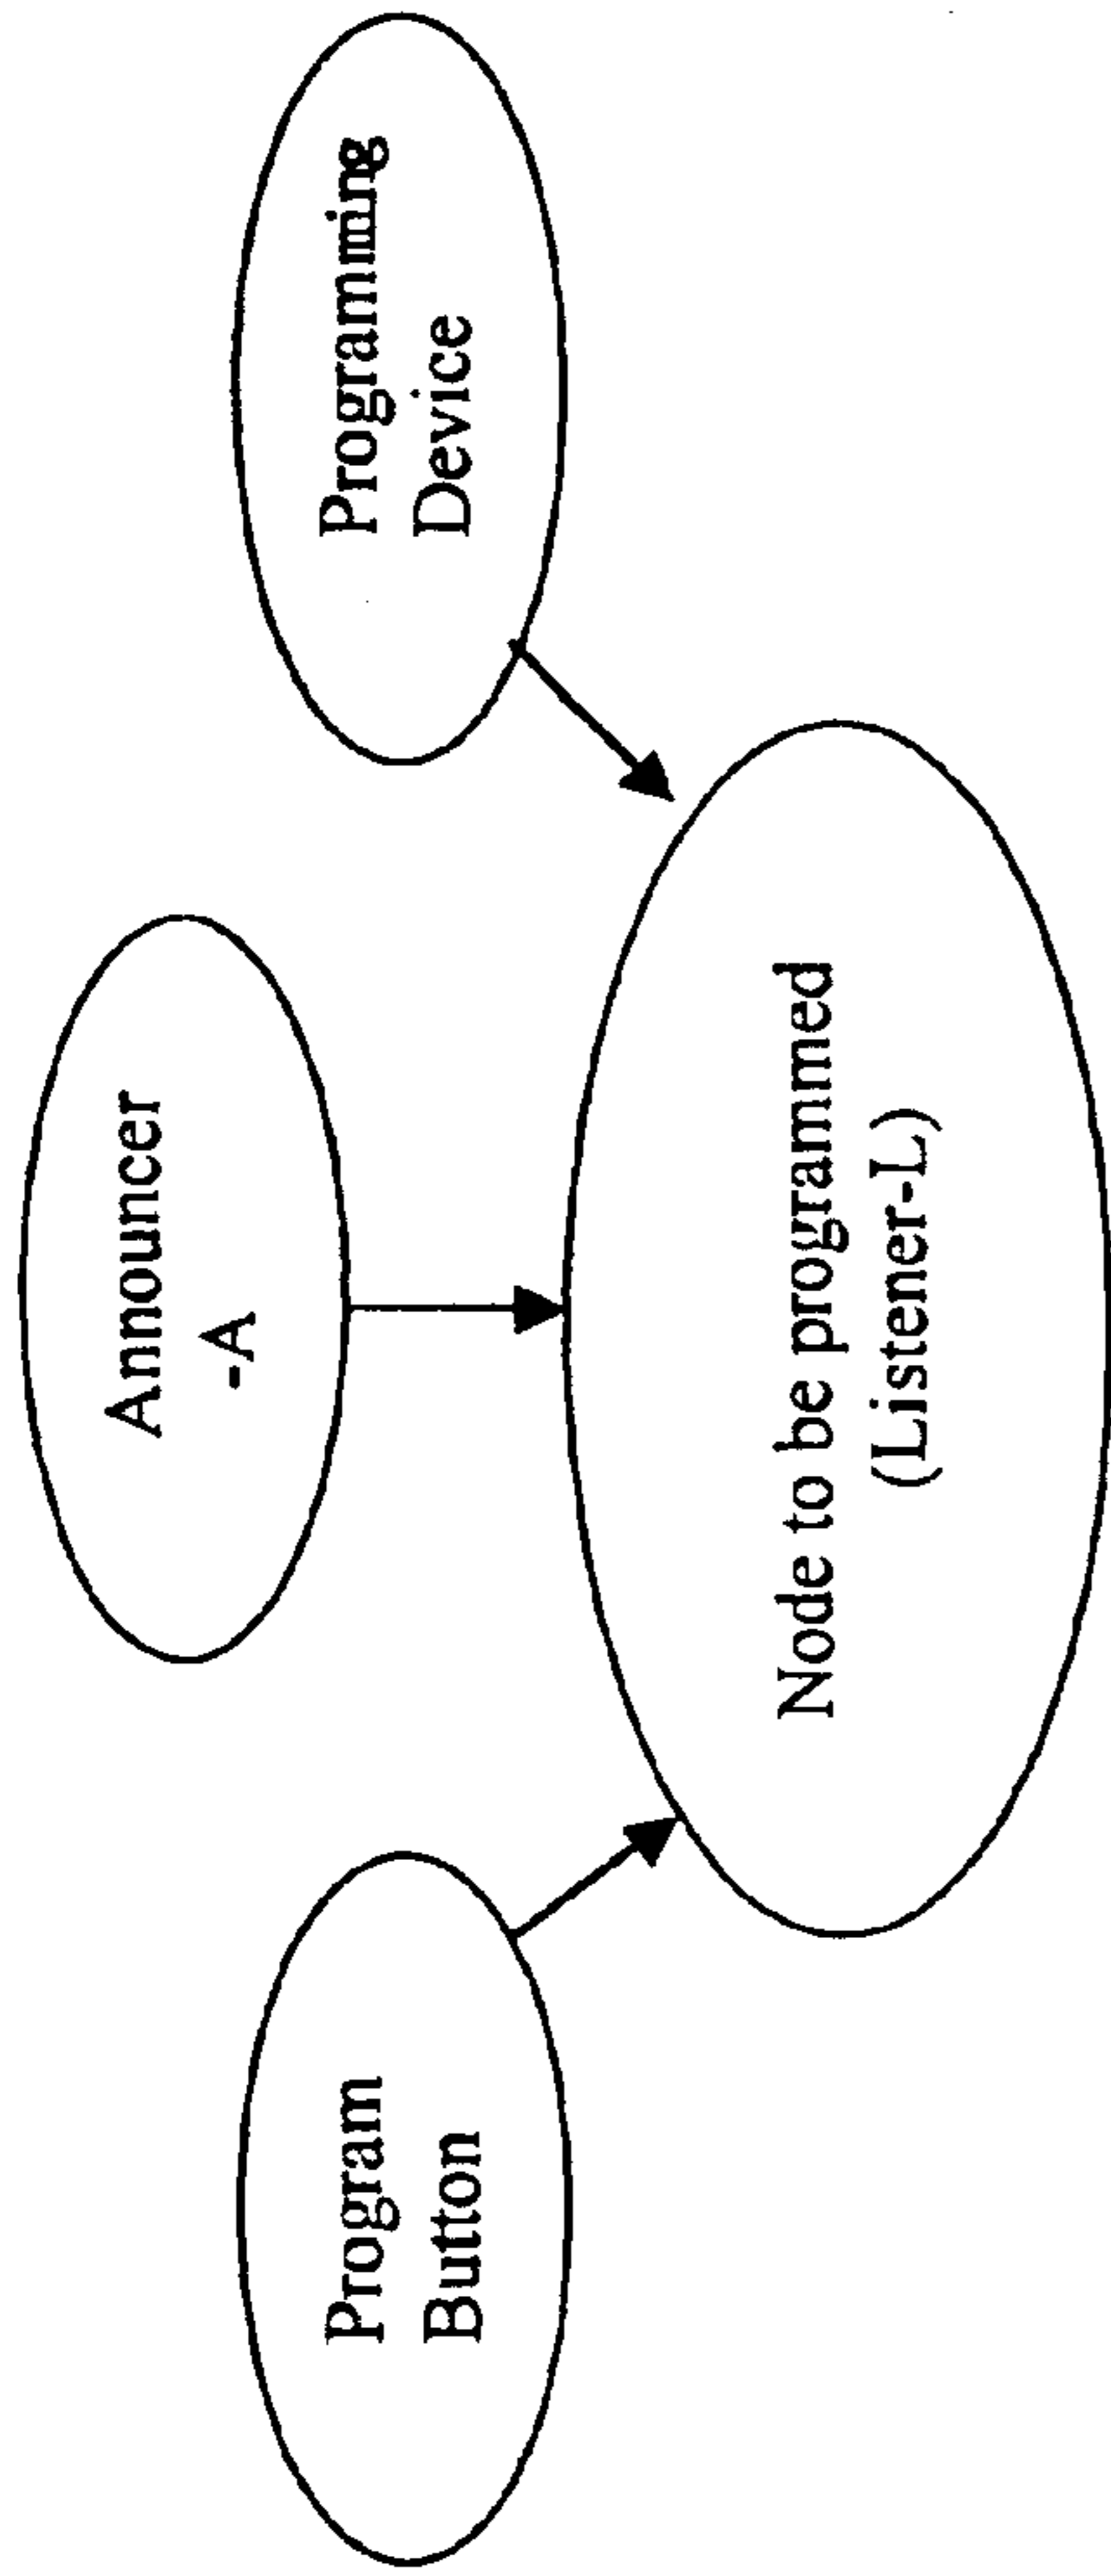 Program
Button
Announcer
-A
Programming
Device
Node to be programmed
(Listener-L)